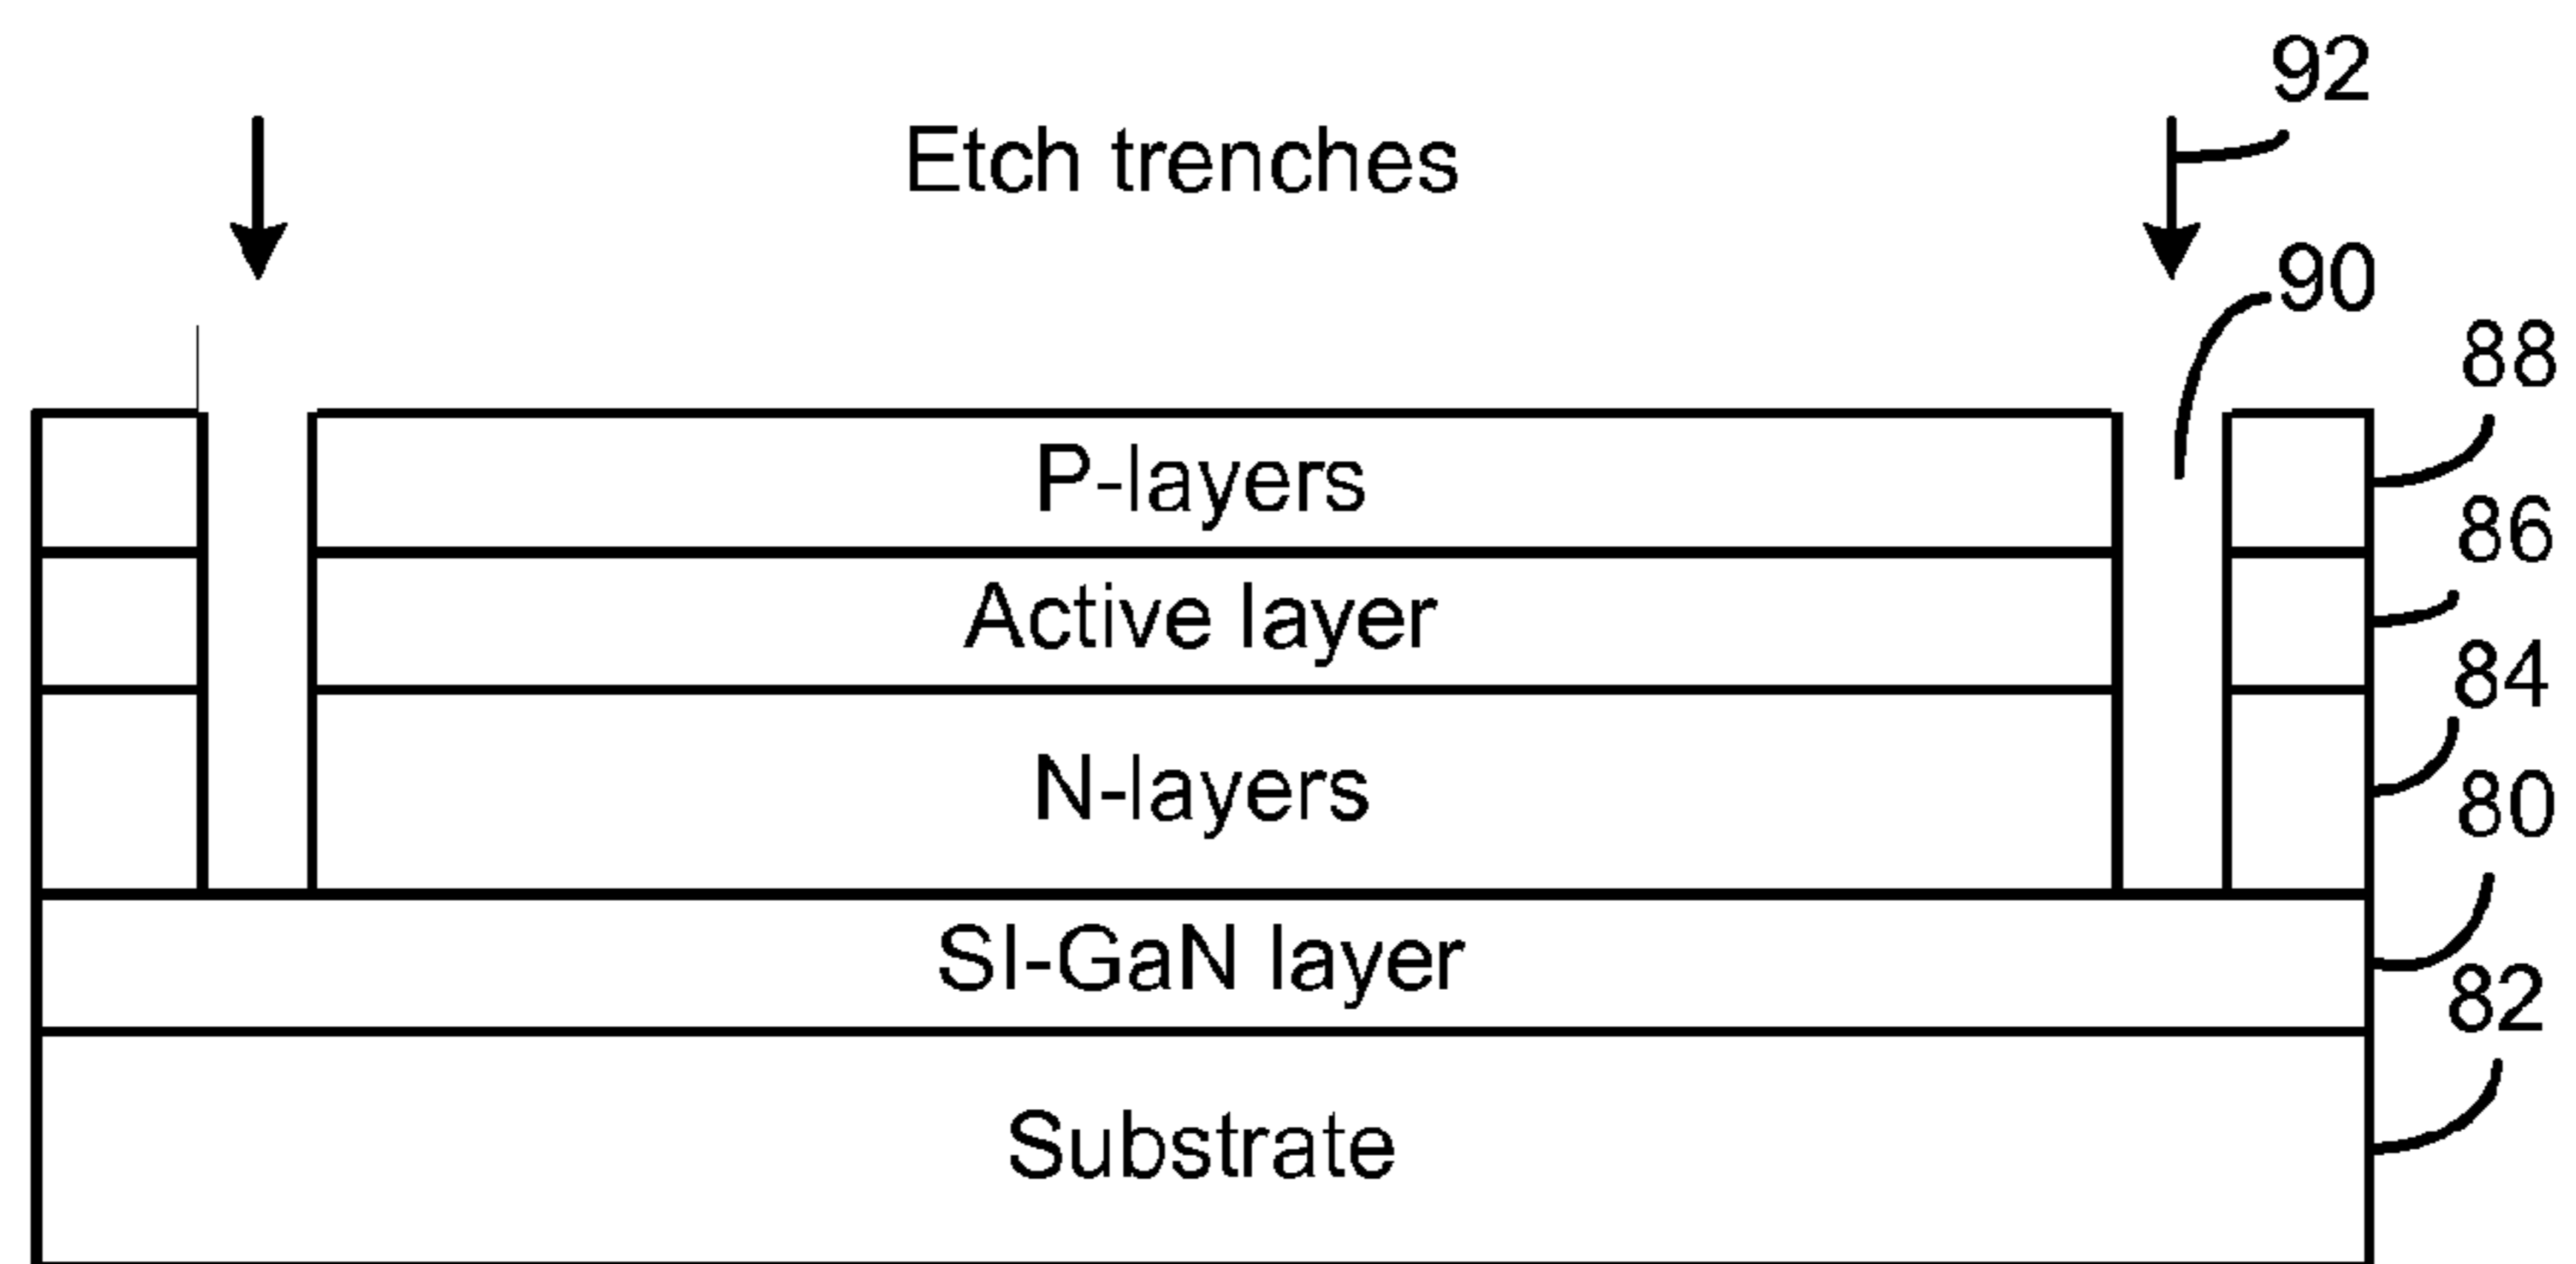 92
Etch trenches
90
88
P-layers
86
Active layer
84
N-layers
80
SI-GaN layer
82
Substrate